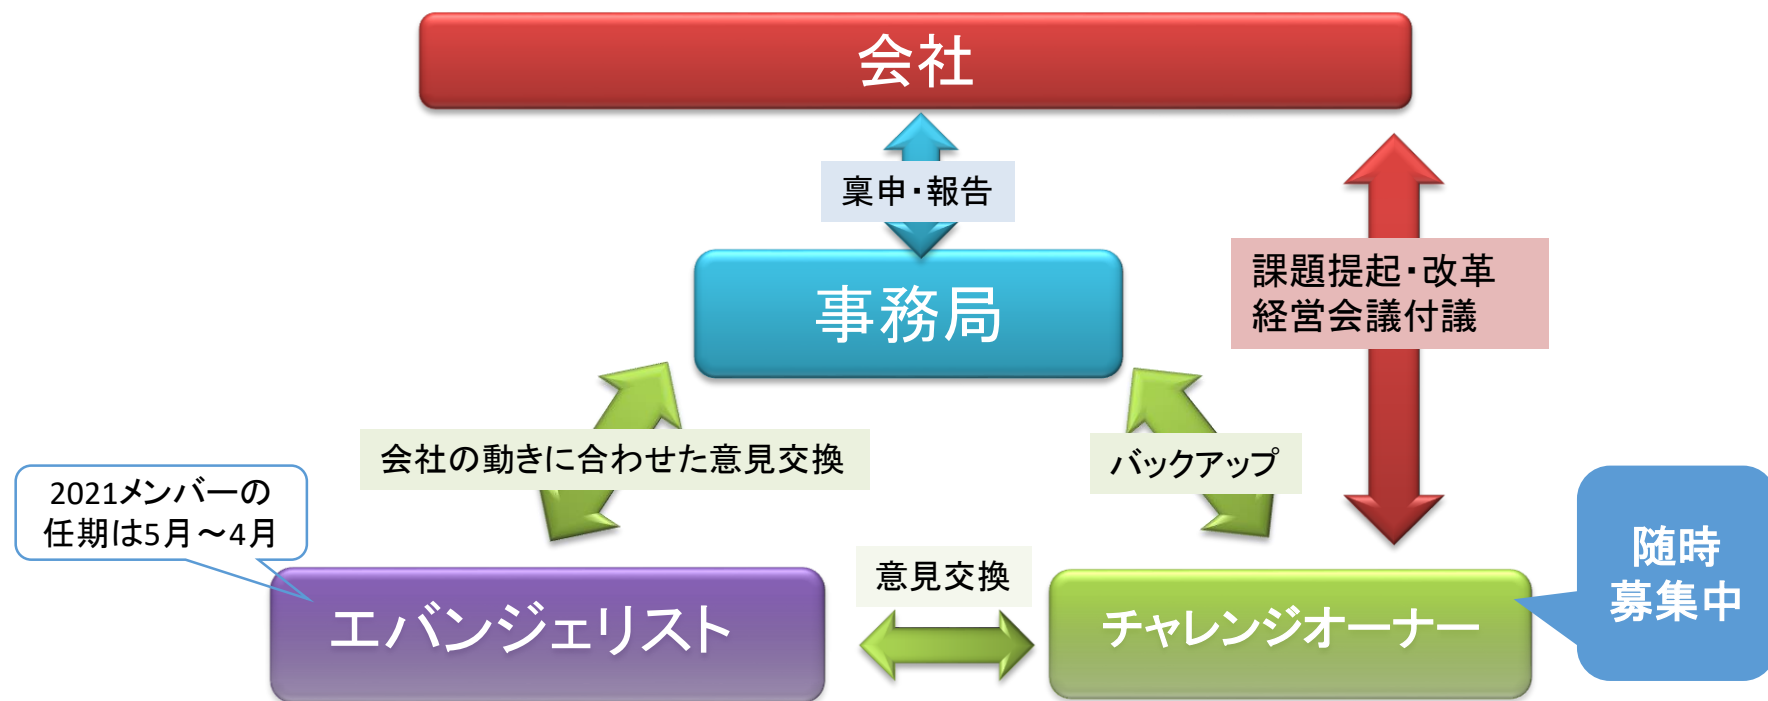 会社
稟申・報告
課題提起・改革
経営会議付議
事務局
会社の動きに合わせた意見交換
バックアップ
2021メンバーの
任期は5月～4月
随時
募集中
意見交換
エバンジェリスト
チャレンジオーナー